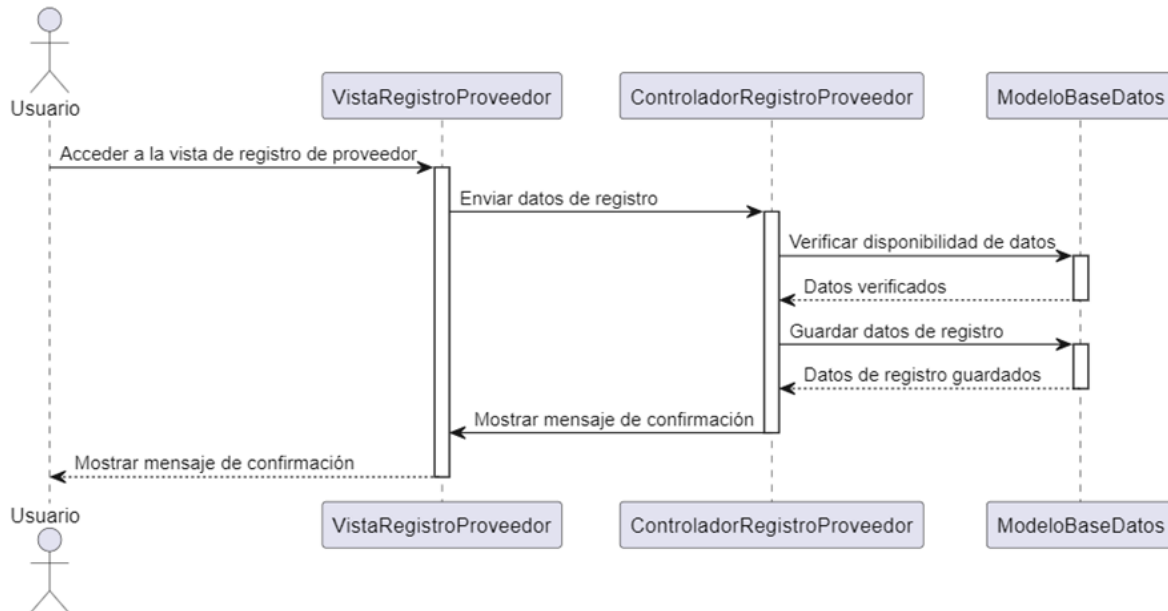 Usuario
VistaRegistroProveedor
ControladorRegistroProveedor
ModeloBaseDatos
Acceder a la vista de registro de proveedor
Enviar datos de registro
Verificar disponibilidad de datos
Datos verificados
Guardar datos de registro
Datos de registro guardados
Mostrar mensaje de confirmación
Mostrar mensaje de confirmación
Usuario
VistaRegistroProveedor
ControladorRegistroProveedor
ModeloBaseDatos